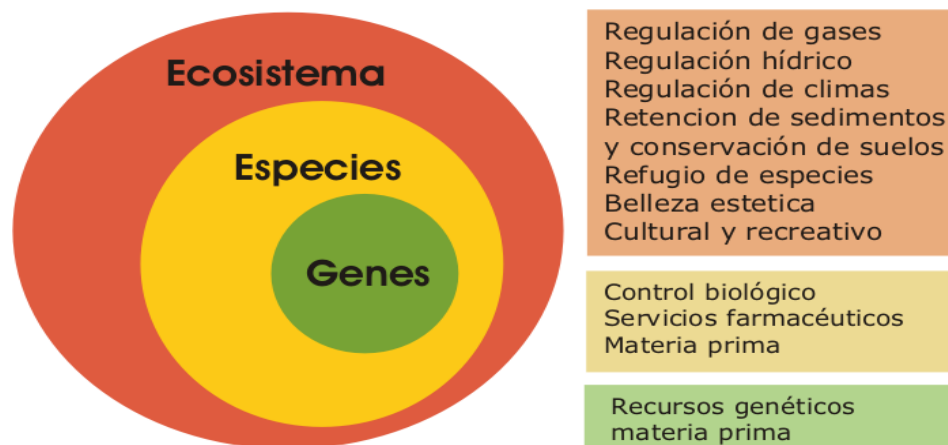 Ecosistema
Especies
Genes
Regulación de gases
Regulación hídrico
Regulación de climas
Retencion de sedimentos
y conservación de suelos
Refugio de especies
Belleza estetica
Cultural y recreativo
Control biológico
Servicios farmacéuticos
Materia prima
Recursos genéticos
materia prima